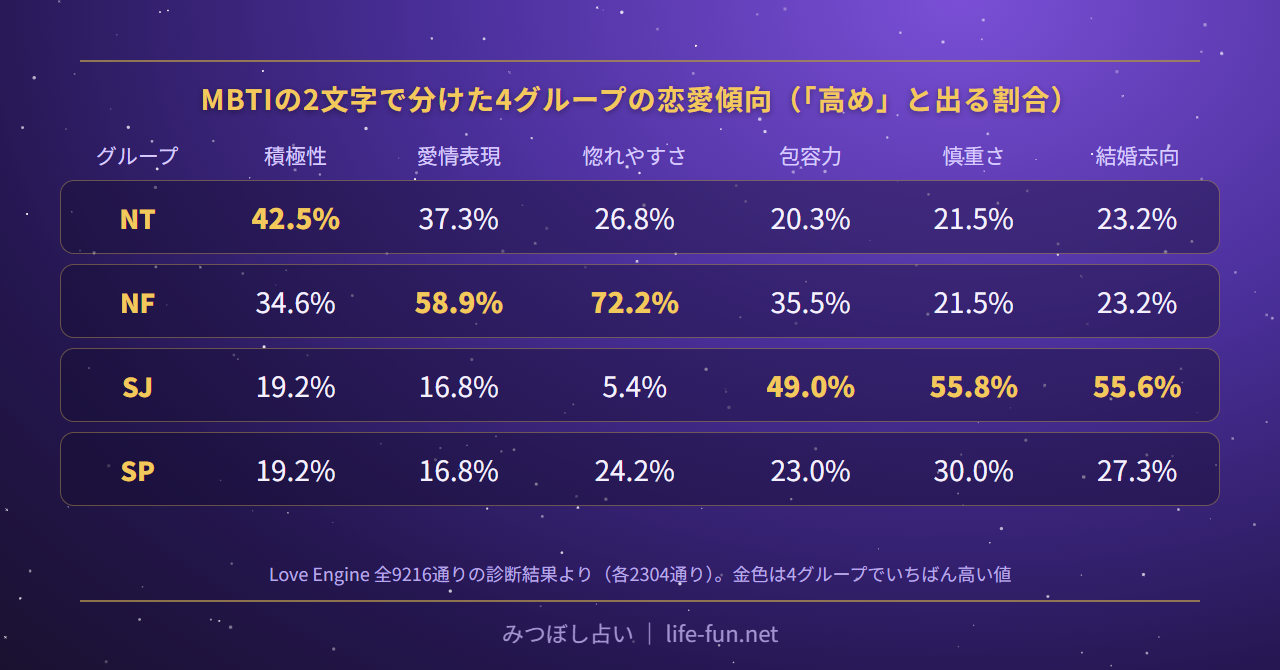 MBTIの2文字で分けた4グループの恋愛傾向（「高め」と出る割合）
グループ 積極性 愛情表現 惚れやすさ 包容力 慎重さ 結婚志向
NT 42.5% 37.3% 26.8% 20.3% 21.5% 23.2%
NF 34.6% 58.9% 72.2% 35.5% 21.5% 23.2%
SJ 19.2% 16.8% 5.4% 49.0% 55.8% 55.6%
SP 19.2% 16.8% 24.2% 23.0% 30.0% 27.3%
Love Engine 全9216通りの診断結果より（各2304通り）。金色は4グループでいちばん高い値
みつぼし占い｜life-fun.net